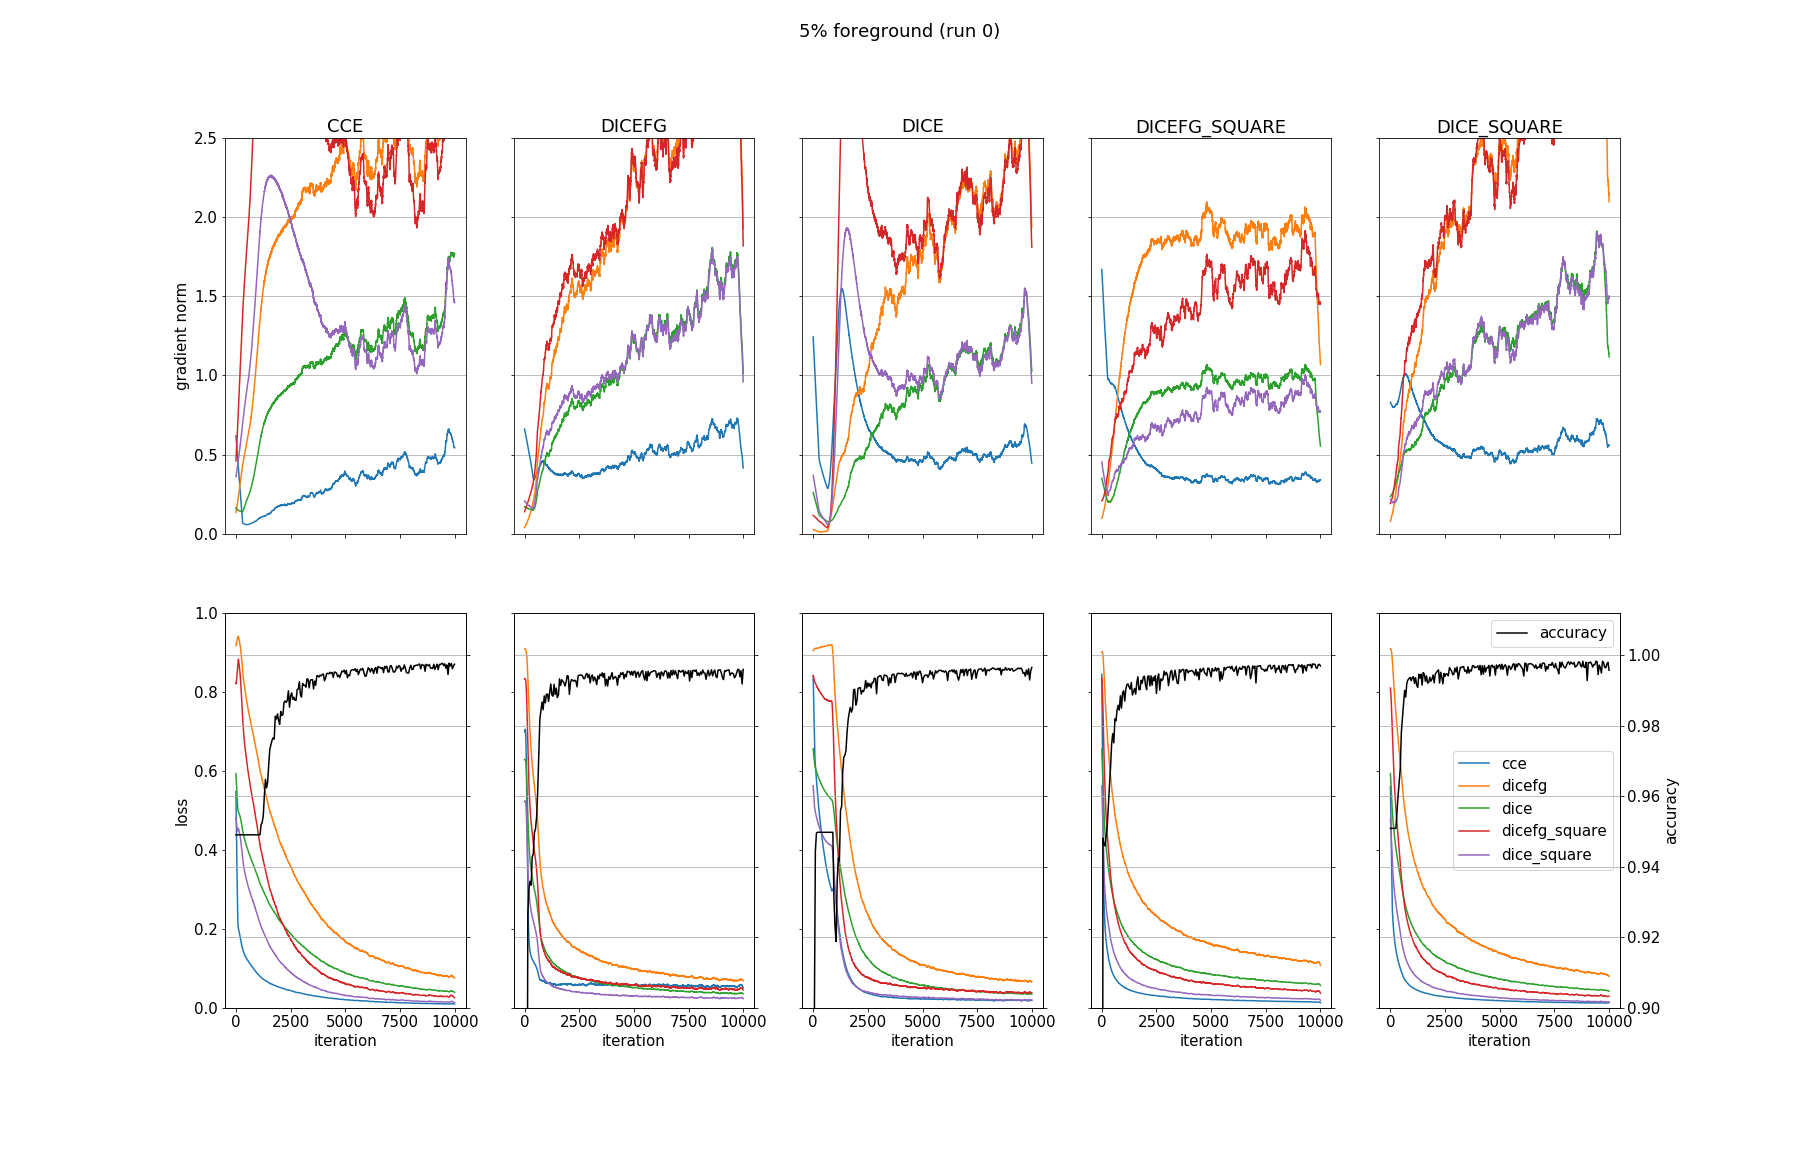 5% foreground (run 0)
CCE DICEFG DICE DICEFG_SQUARE DICE_SQUARE
2.5
2.0
1.5
1.0
0.5
0.0
gradient norm
1.0
0.8
0.6
0.4
0.2
0.0
loss
accuracy
cce
dicefg
dice
dicefg_square
dice_square
1.00
0.98
0.96
0.94
0.92
0.90
accuracy
0 2500 5000 7500 10000 0 2500 5000 7500 10000 0 2500 5000 7500 10000 0 2500 5000 7500 10000 0 2500 5000 7500 10000
iteration iteration iteration iteration iteration